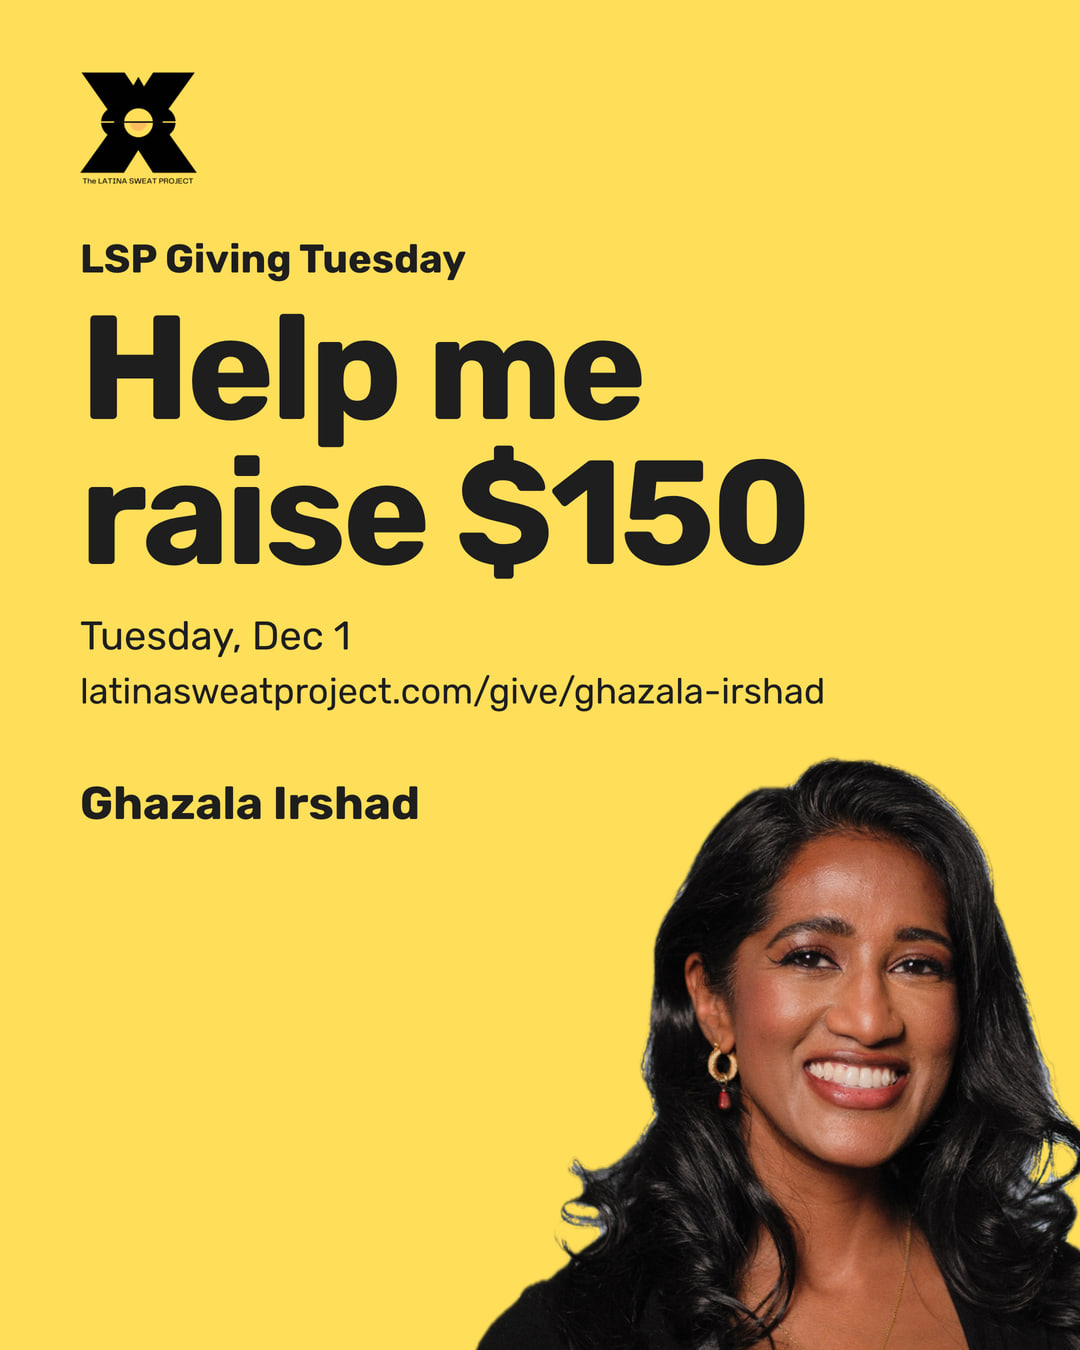 The LATINA SWEAT PROJECT
LSP Giving Tuesday
Help me
raise $150
Tuesday, Dec 1
latinasweatproject.com/give/ghazala-irshad
Ghazala Irshad